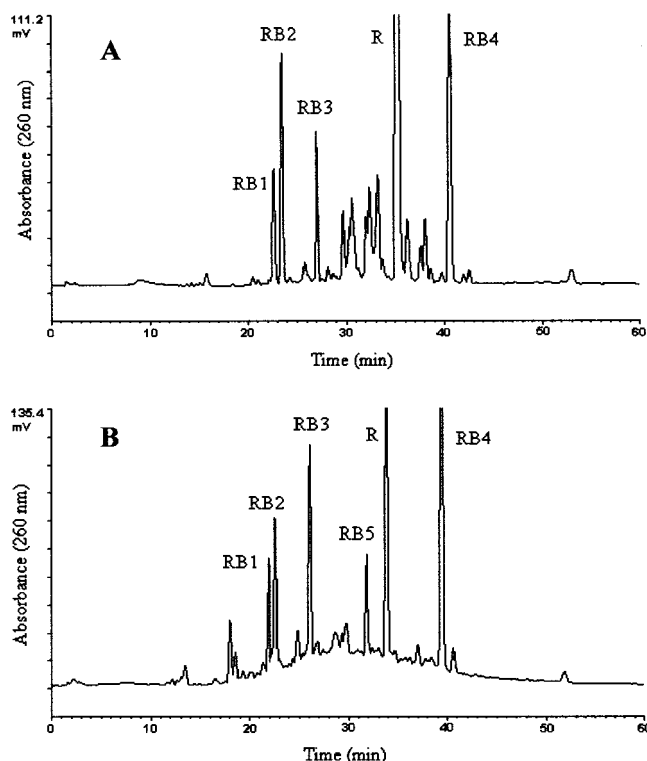 111.2
mV
A
RB2
R
RB4
RB3
RB1
Absorbance (260 nm)
0 10 20 30 40 50 60
Time (min)
135.4
mV
B
RB3
R
RB4
RB2
RB1
RB5
Absorbance (260 nm)
0 10 20 30 40 50 60
Time (min)